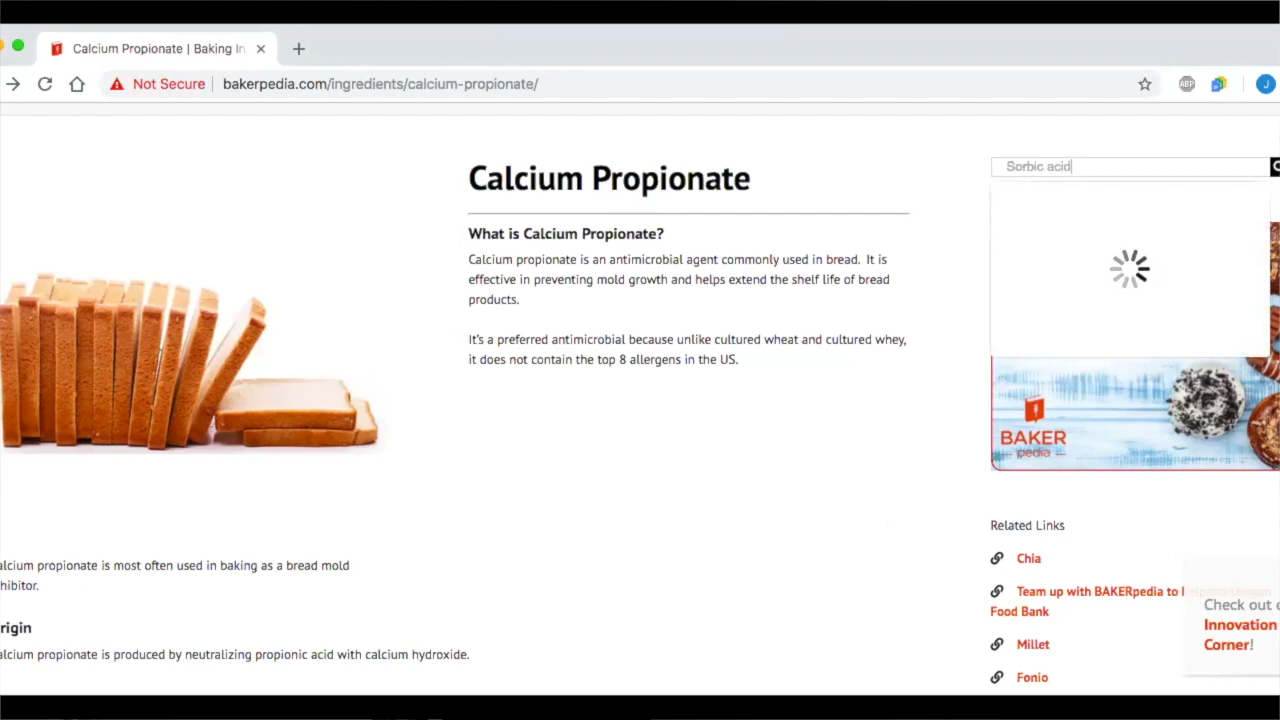 Calcium Propionate | Baking In
Not Secure
bakerpedia.com/ingredients/calcium-propionate/
ABP
J
Calcium Propionate
What is Calcium Propionate?
Calcium propionate is an antimicrobial agent commonly used in bread. It is
effective in preventing mold growth and helps extend the shelf life of bread
products.
It's a preferred antimicrobial because unlike cultured wheat and cultured whey,
it does not contain the top 8 allergens in the US.
alcium propionate is most often used in baking as a bread mold
hibitor.
rigin
alcium propionate is produced by neutralizing propionic acid with calcium hydroxide.
Sorbic acid
BAKER
pedia
Related Links
Chia
Team up with BAKERpedia to
Food Bank
Millet
Fonio
Check out
Innovation
Corner!